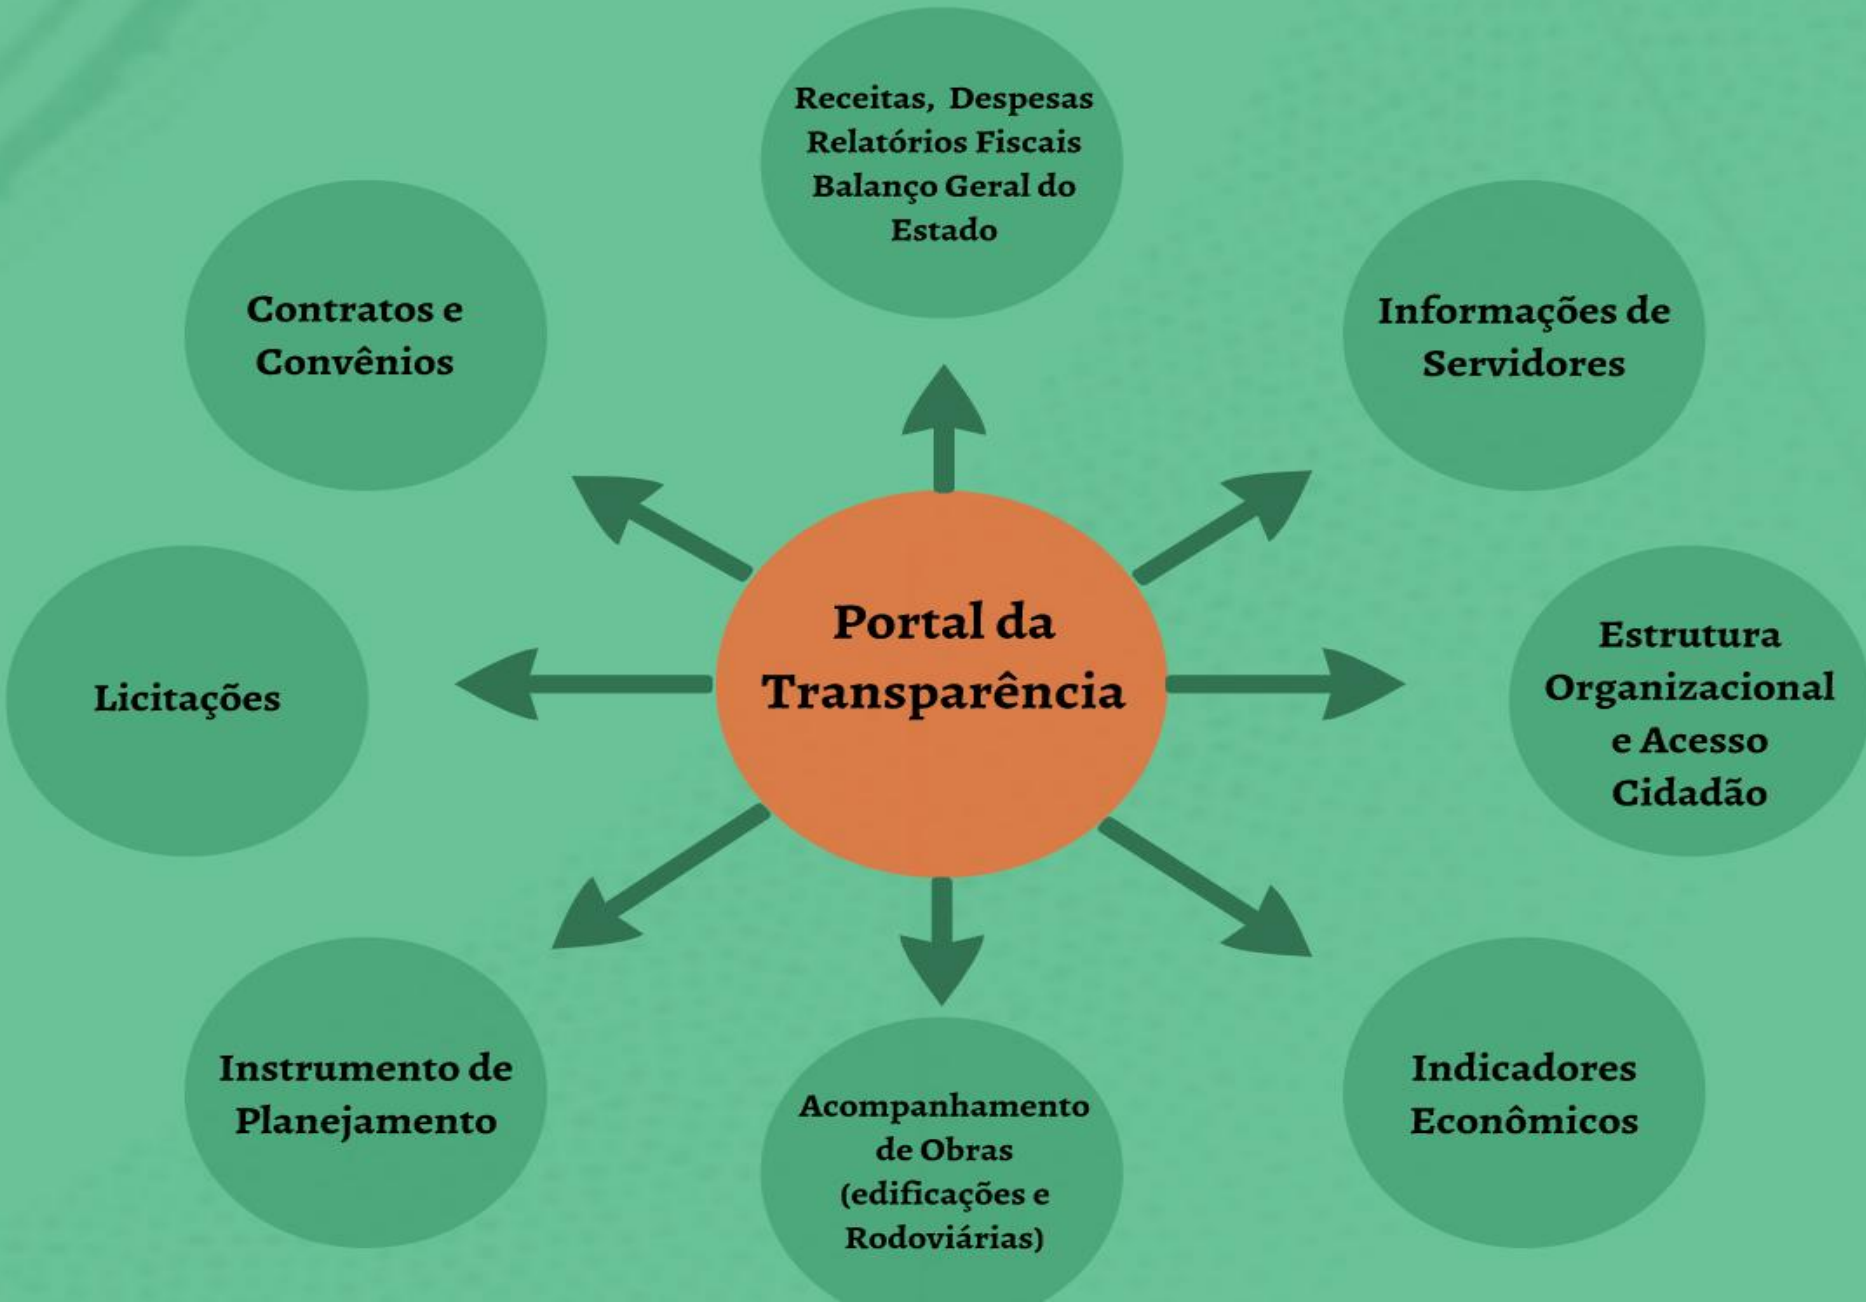 Receitas, Despesas
Relatórios Fiscais
Balanço Geral do
Estado
Contratos e
Convênios
Informações de
Servidores
Portal da
Transparência
Licitações
Estrutura
Organizacional
e Acesso
Cidadão
Instrumento de
Planejamento
Acompanhamento
de Obras
(edificações e
Rodoviárias)
Indicadores
Econômicos